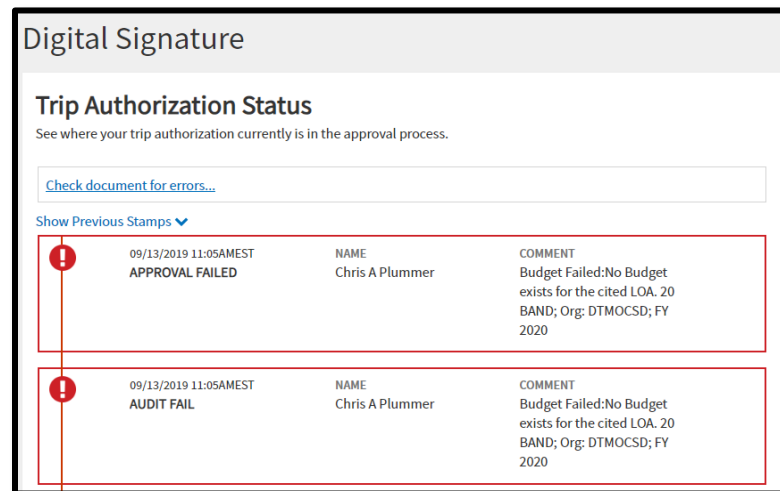 Digital Signature
Trip Authorization Status
See where your trip authorization currently is in the approval process.
Check document for errors...
Show Previous Stamps
09/13/2019 11:05AMEST
APPROVAL FAILED
NAME
Chris A Plummer
COMMENT
Budget Failed:No Budget
exists for the cited LOA. 20
BAND; Org: DTMOCSD; FY
2020
09/13/2019 11:05AMEST
AUDIT FAIL
NAME
Chris A Plummer
COMMENT
Budget Failed:No Budget
exists for the cited LOA. 20
BAND; Org: DTMOCSD; FY
2020